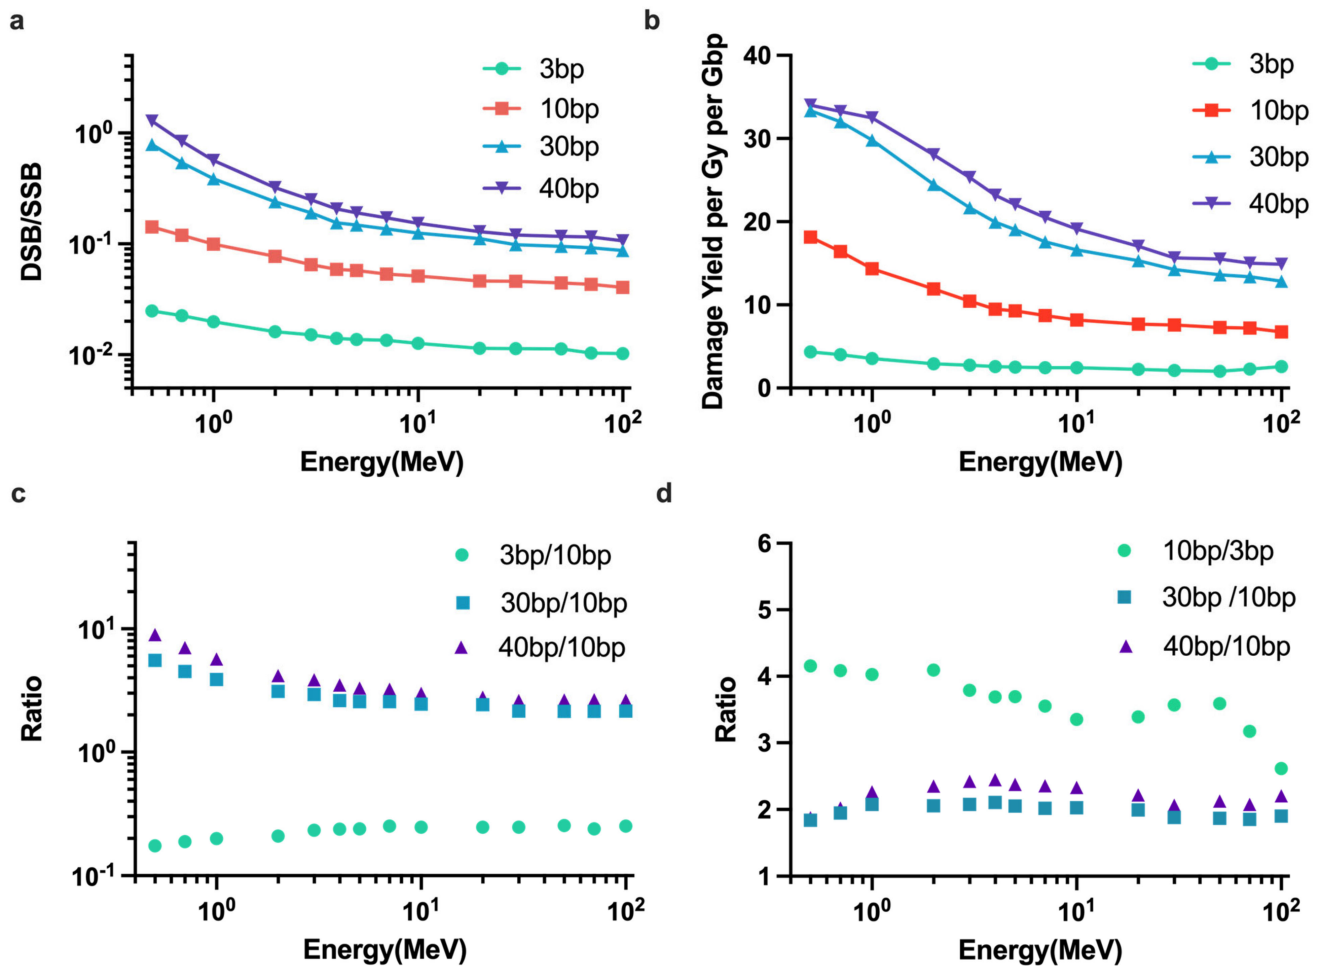 a
DSB/SSB
10⁰
10⁻¹
10⁻²
3bp
10bp
30bp
40bp
10⁰
10¹
10²
Energy(MeV)
b
Damage Yield per Gy per Gbp
40
30
20
10
0
3bp
10bp
30bp
40bp
10⁰
10¹
10²
Energy(MeV)
c
Ratio
10¹
10⁰
10⁻¹
3bp/10bp
30bp/10bp
40bp/10bp
10⁰
10¹
10²
Energy(MeV)
d
Ratio
6
5
4
3
2
1
10bp/3bp
30bp /10bp
40bp/10bp
10⁰
10¹
10²
Energy(MeV)